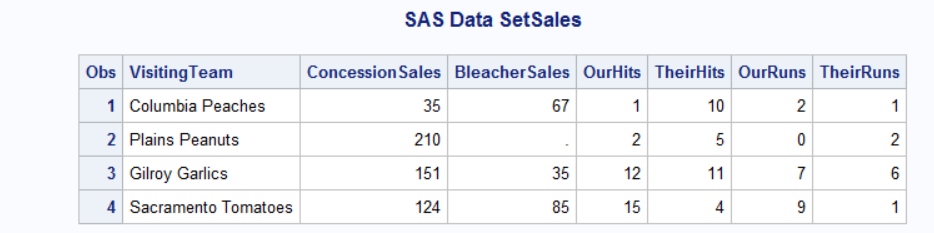 SAS Data SetSales
Obs VisitingTeam ConcessionSales BleacherSales OurHits TheirHits OurRuns TheirRuns
1 Columbia Peaches 35 67 1 10 2 1
2 Plains Peanuts 210 . 2 5 0 2
3 Gilroy Garlics 151 35 12 11 7 6
4 Sacramento Tomatoes 124 85 15 4 9 1